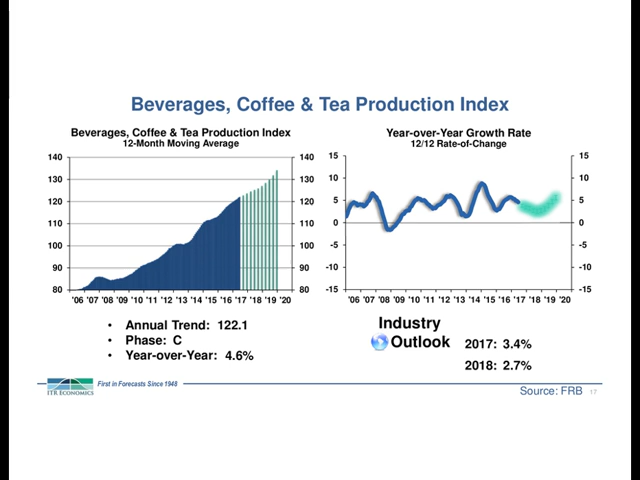 Beverages, Coffee & Tea Production Index
Beverages, Coffee & Tea Production Index
12-Month Moving Average
140
130
120
110
100
90
80
140
130
120
110
100
90
80
'06 '07 '08 '09 '10 '11 '12 '13 '14 '15 '16 '17 '18 '19 '20
Year-over-Year Growth Rate
12/12 Rate-of-Change
15
10
5
0
-5
-10
-15
15
10
5
0
-5
-10
-15
'06 '07 '08 '09 '10 '11 '12 '13 '14 '15 '16 '17 '18 '19 '20
• Annual Trend: 122.1
• Phase: C
• Year-over-Year: 4.6%
Industry
Outlook
2017: 3.4%
2018: 2.7%
ITR ECONOMICS
First in Forecasts Since 1948
Source: FRB
17